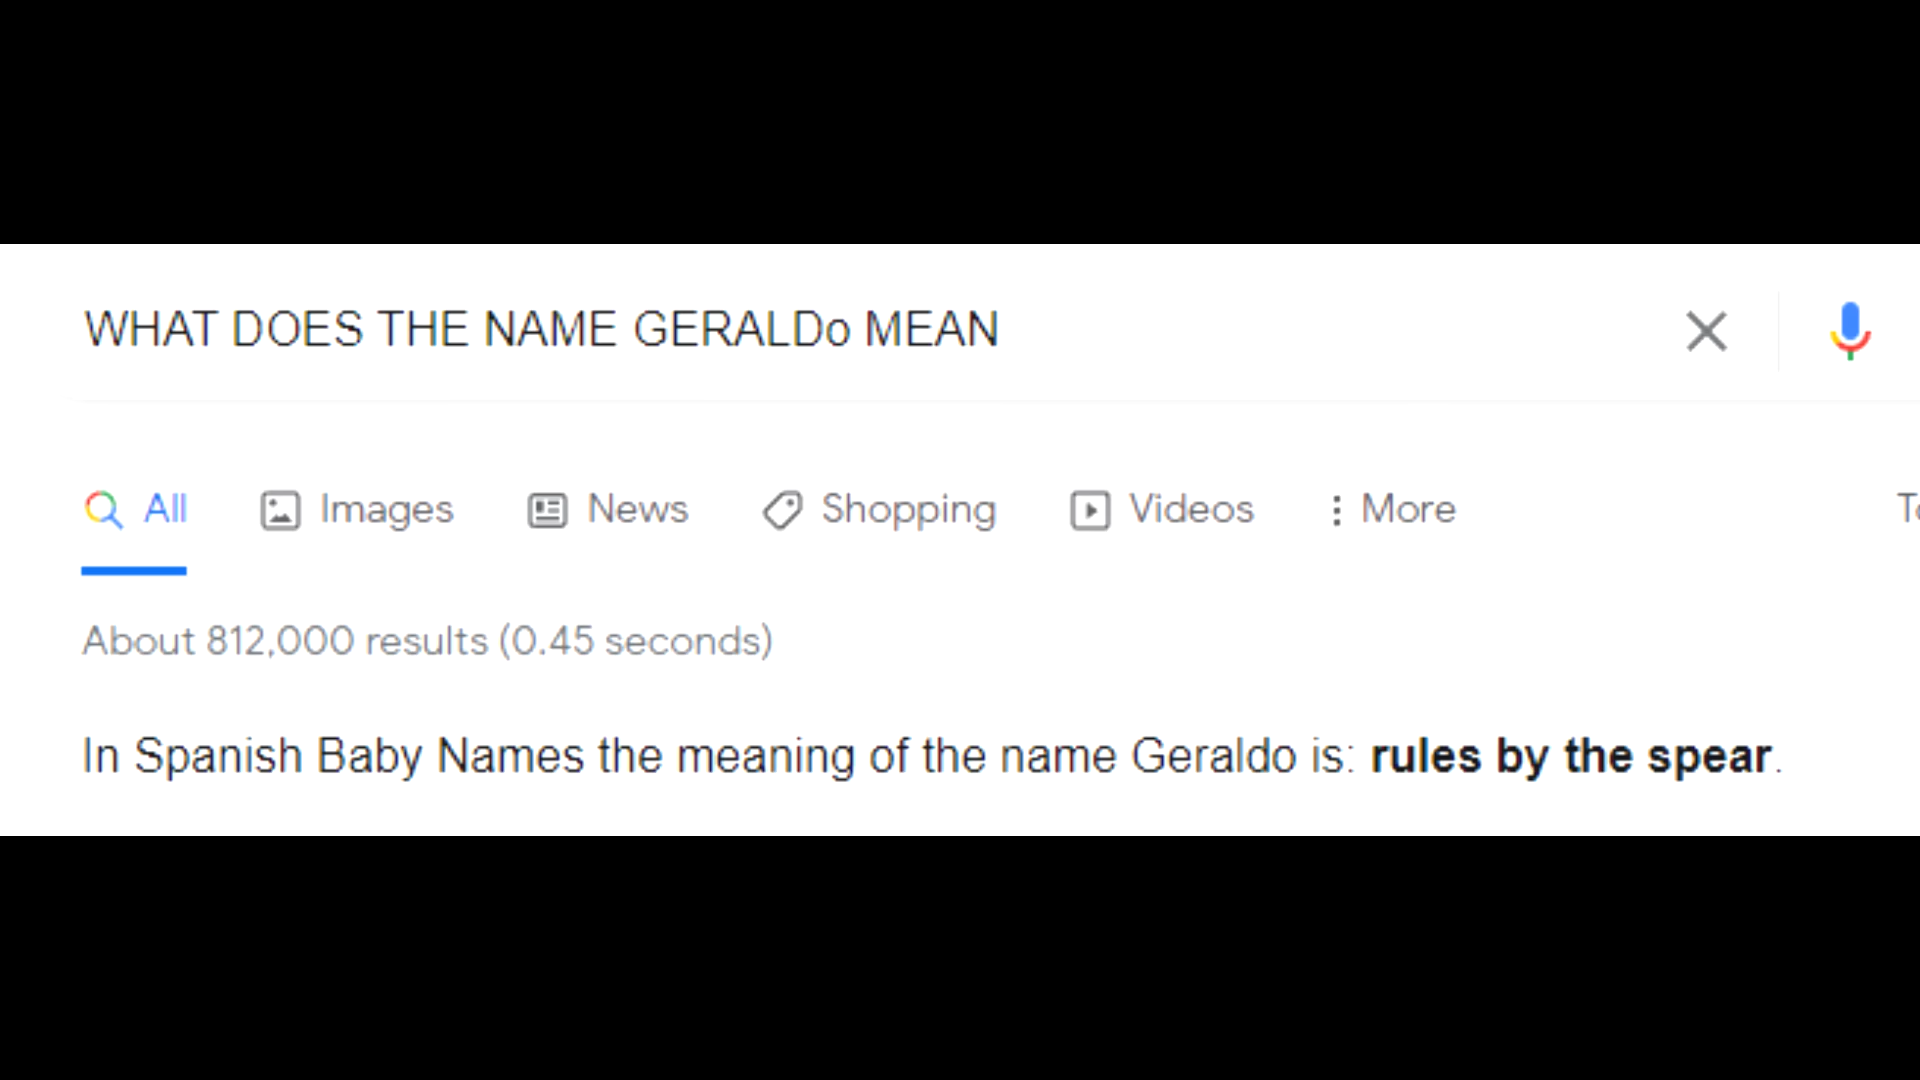 WHAT DOES THE NAME GERALDo MEAN
All Images News Shopping Videos More
About 812,000 results (0.45 seconds)
In Spanish Baby Names the meaning of the name Geraldo is: rules by the spear.